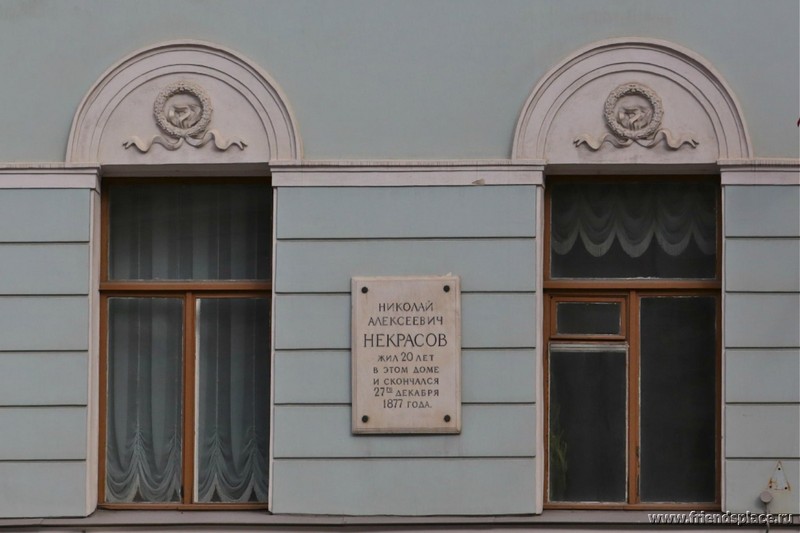 НИКОЛАЙ
АЛЕКСЕЕВИЧ
НЕКРАСОВ
ЖИЛ 20 ЛЕТ
В ЭТОМ ДОМЕ
И СКОНЧАЛСЯ
27ГО ДЕКАБРЯ
1877 ГОДА.
www.friendsplace.ru